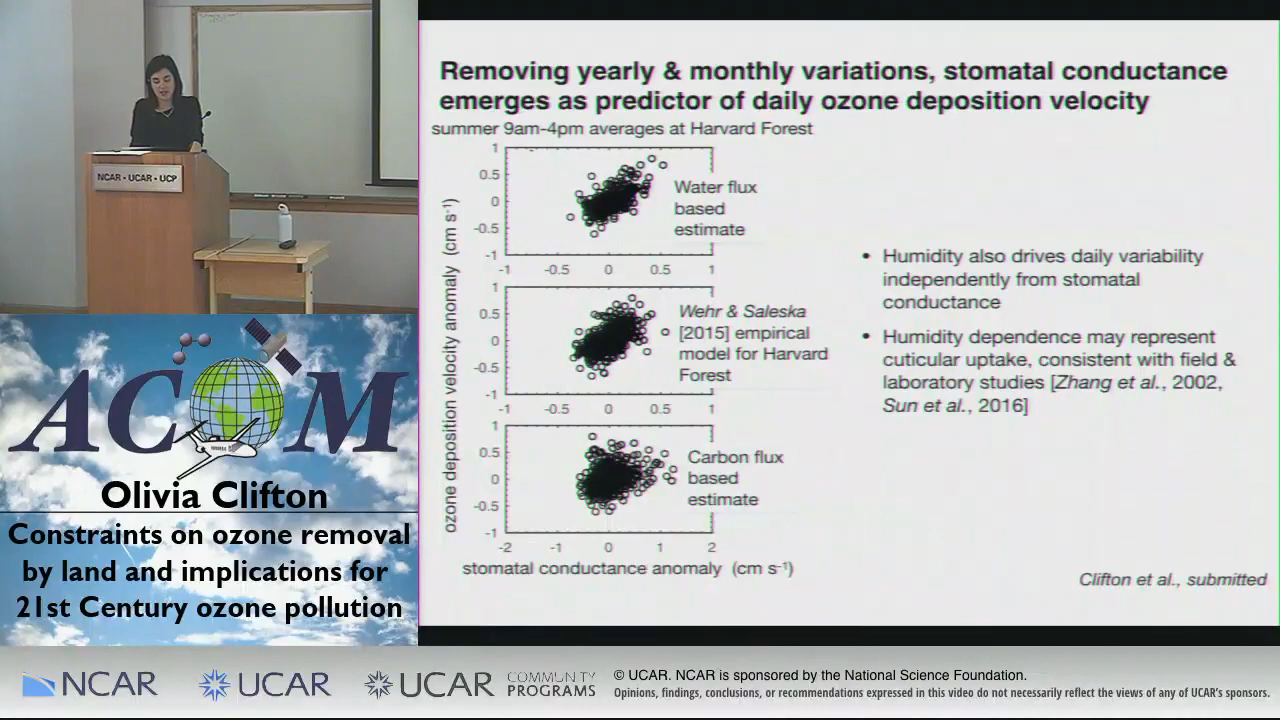 NCAR • UCAR • UCP
ACOM
Olivia Clifton
Constraints on ozone removal
by land and implications for
21st Century ozone pollution
Removing yearly & monthly variations, stomatal conductance
emerges as predictor of daily ozone deposition velocity
summer 9am-4pm averages at Harvard Forest
ozone deposition velocity anomaly (cm s⁻¹)
1
0.5
0
-0.5
-1
-1 -0.5 0 0.5 1
Water flux
based
estimate
1
0.5
0
-0.5
-1
-1 -0.5 0 0.5 1
Wehr & Saleska
[2015] empirical
model for Harvard
Forest
1
0.5
0
-0.5
-1
-2 -1 0 1 2
Carbon flux
based
estimate
stomatal conductance anomaly (cm s⁻¹)
• Humidity also drives daily variability
independently from stomatal
conductance
• Humidity dependence may represent
cuticular uptake, consistent with field &
laboratory studies [Zhang et al., 2002,
Sun et al., 2016]
Clifton et al., submitted
NCAR
UCAR
UCAR
COMMUNITY
PROGRAMS
© UCAR. NCAR is sponsored by the National Science Foundation.
Opinions, findings, conclusions, or recommendations expressed in this video do not necessarily reflect the views of any of UCAR's sponsors.